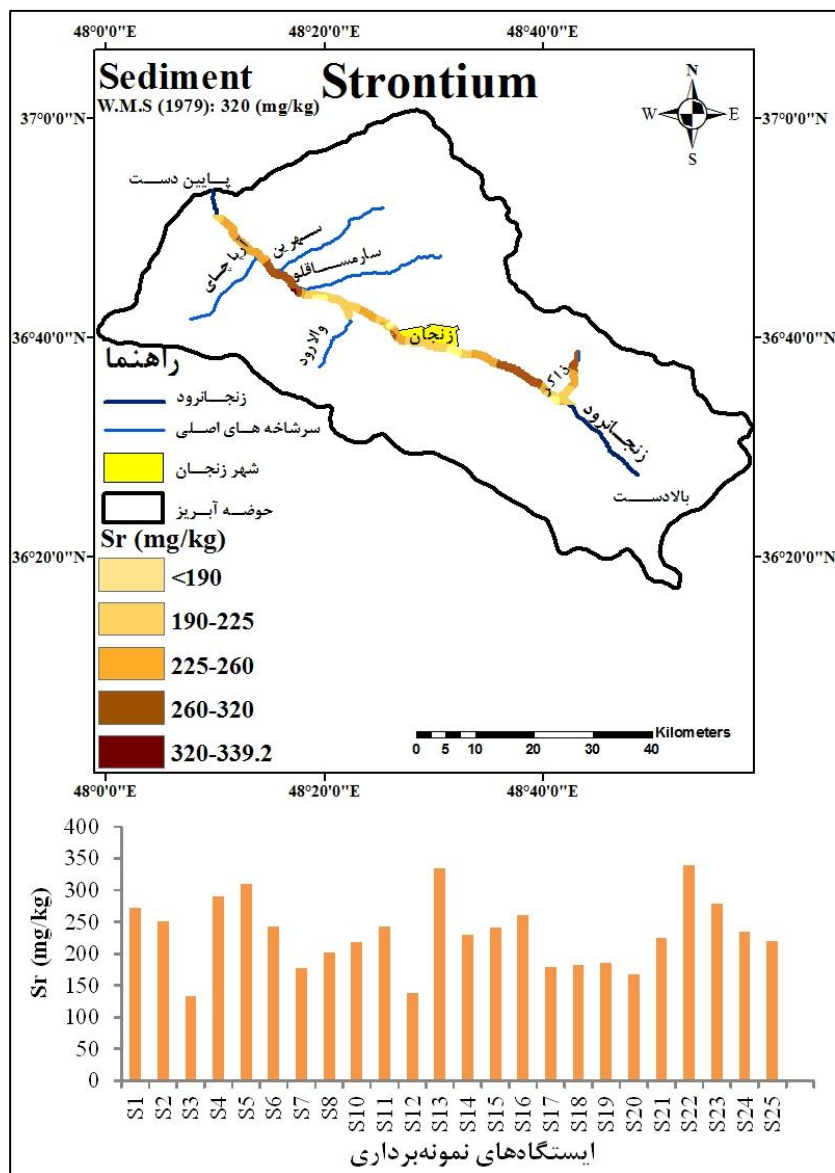 48°0'0"E 48°20'0"E 48°40'0"E
Sediment Strontium
W.M.S (1979): 320 (mg/kg)
N
W E
S
37°0'0"N 37°0'0"N
پایین دست
سهرین
سارمساقلو
آرپاچای
36°40'0"N 36°40'0"N
والارود
زنجان
ذاکر
زنجانرود
بالادست
راهنما
زنجانرود
سرشاخه های اصلی
شهر زنجان
حوضه آبریز
36°20'0"N 36°20'0"N
Sr (mg/kg)
<190
190-225
225-260
260-320
320-339.2
Kilometers
0 5 10 20 30 40
48°0'0"E 48°20'0"E 48°40'0"E
400
350
300
250
200
150
100
50
0
Sr (mg/kg)
S1 S2 S3 S4 S5 S6 S7 S8 S10 S11 S12 S13 S14 S15 S16 S17 S18 S19 S20 S21 S22 S23 S24 S25
ایستگاه‌های نمونه‌برداری